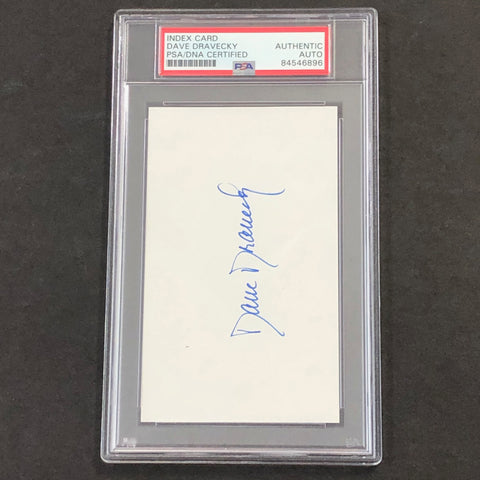 INDEX CARD
DAVE DRAVECKY
PSA/DNA CERTIFIED
AUTHENTIC
AUTO
84546896
PSA
Dave Dravecky